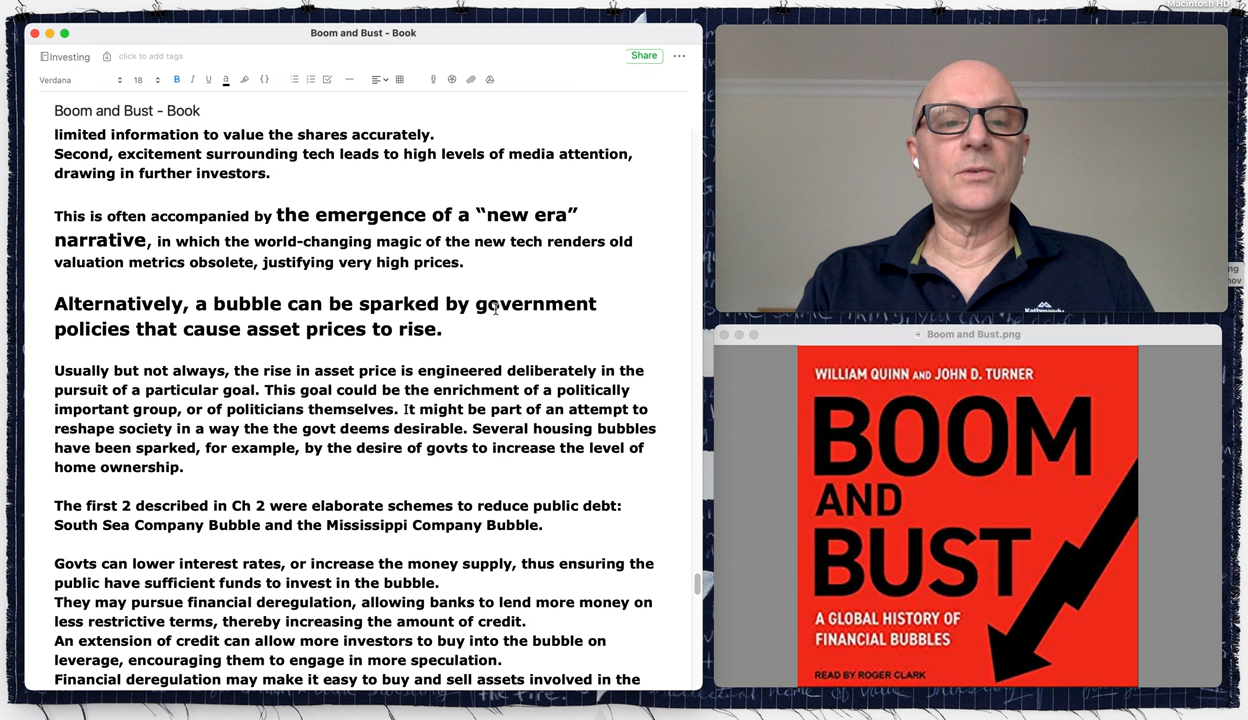 Macintosh HD
Boom and Bust - Book
Investing
click to add tags
Share
Verdana
18
B I U a
Boom and Bust - Book
limited information to value the shares accurately.
Second, excitement surrounding tech leads to high levels of media attention,
drawing in further investors.
This is often accompanied by the emergence of a “new era”
narrative, in which the world-changing magic of the new tech renders old
valuation metrics obsolete, justifying very high prices.
Alternatively, a bubble can be sparked by government
policies that cause asset prices to rise.
Usually but not always, the rise in asset price is engineered deliberately in the
pursuit of a particular goal. This goal could be the enrichment of a politically
important group, or of politicians themselves. It might be part of an attempt to
reshape society in a way the the govt deems desirable. Several housing bubbles
have been sparked, for example, by the desire of govts to increase the level of
home ownership.
The first 2 described in Ch 2 were elaborate schemes to reduce public debt:
South Sea Company Bubble and the Mississippi Company Bubble.
Govts can lower interest rates, or increase the money supply, thus ensuring the
public have sufficient funds to invest in the bubble.
They may pursue financial deregulation, allowing banks to lend more money on
less restrictive terms, thereby increasing the amount of credit.
An extension of credit can allow more investors to buy into the bubble on
leverage, encouraging them to engage in more speculation.
Financial deregulation may make it easy to buy and sell assets involved in the
Kathmandu
Boom and Bust.png
WILLIAM QUINN AND JOHN D. TURNER
BOOM
AND
BUST
A GLOBAL HISTORY OF
FINANCIAL BUBBLES
READ BY ROGER CLARK